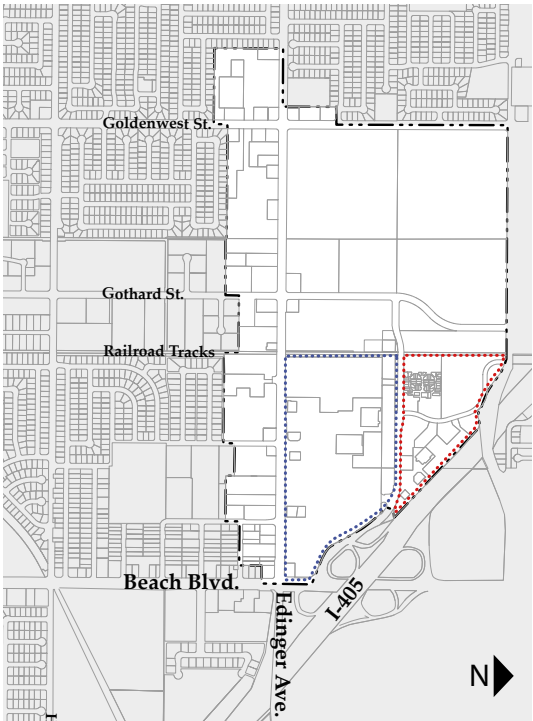 Goldenwest St.
Gothard St.
Railroad Tracks
Beach Blvd.
Edinger Ave.
I-405
N